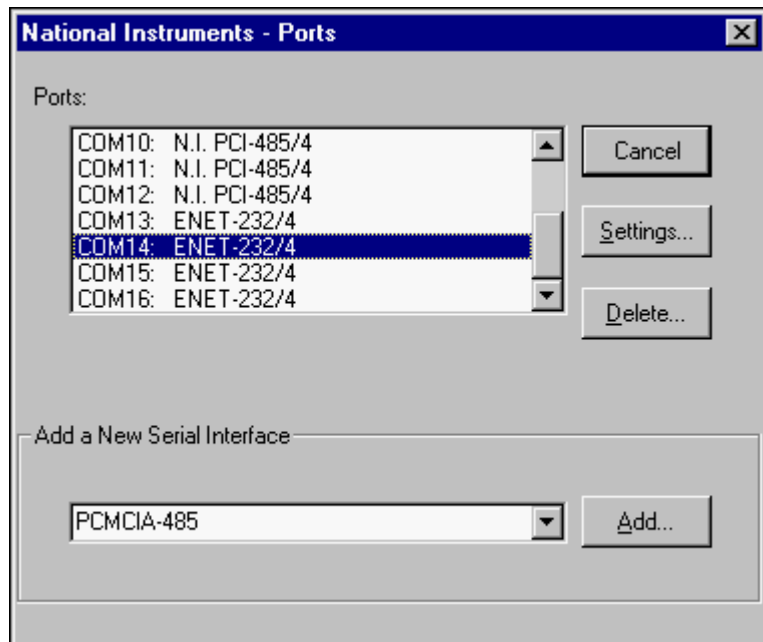 National Instruments - Ports
Ports:
COM10: N.I. PCI-485/4
COM11: N.I. PCI-485/4
COM12: N.I. PCI-485/4
COM13: ENET-232/4
COM14: ENET-232/4
COM15: ENET-232/4
COM16: ENET-232/4
Cancel
Settings...
Delete...
Add a New Serial Interface
PCMCIA-485
Add...